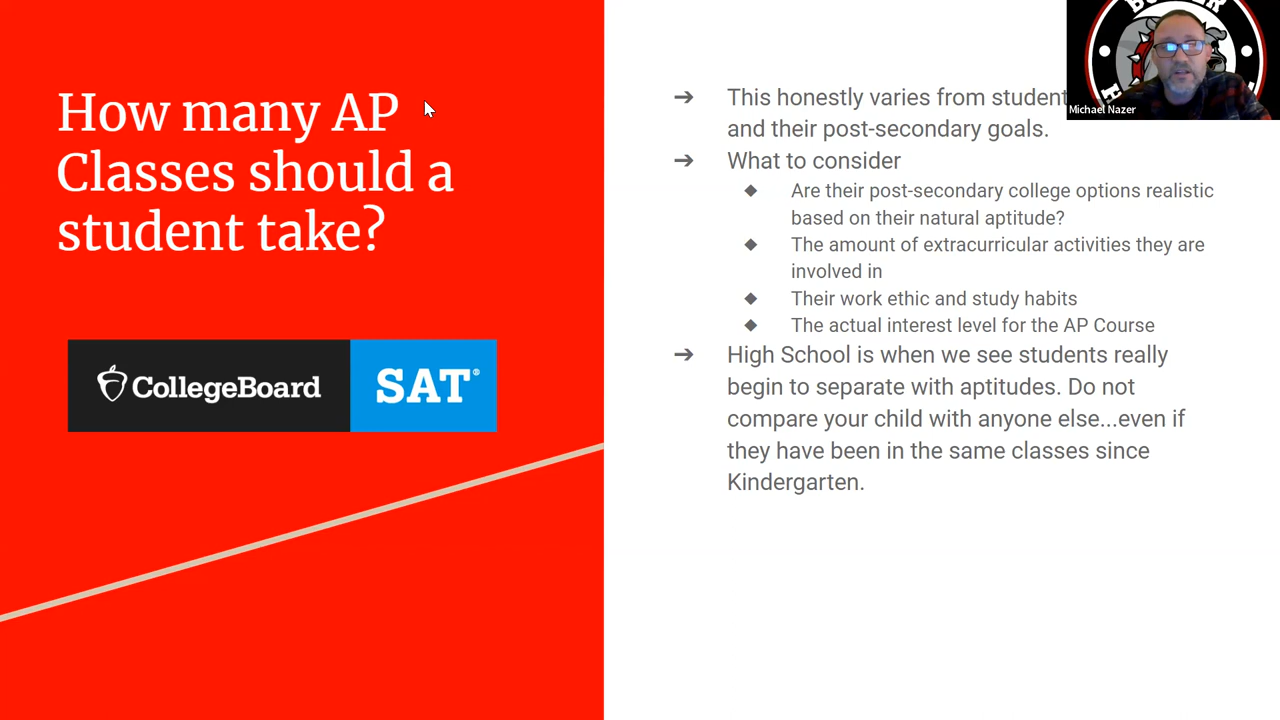 How many AP
Classes should a
student take?
CollegeBoard
SAT®
➔ This honestly varies from student
and their post-secondary goals.
➔ What to consider
◆ Are their post-secondary college options realistic
based on their natural aptitude?
◆ The amount of extracurricular activities they are
involved in
◆ Their work ethic and study habits
◆ The actual interest level for the AP Course
➔ High School is when we see students really
begin to separate with aptitudes. Do not
compare your child with anyone else...even if
they have been in the same classes since
Kindergarten.
Michael Nazer